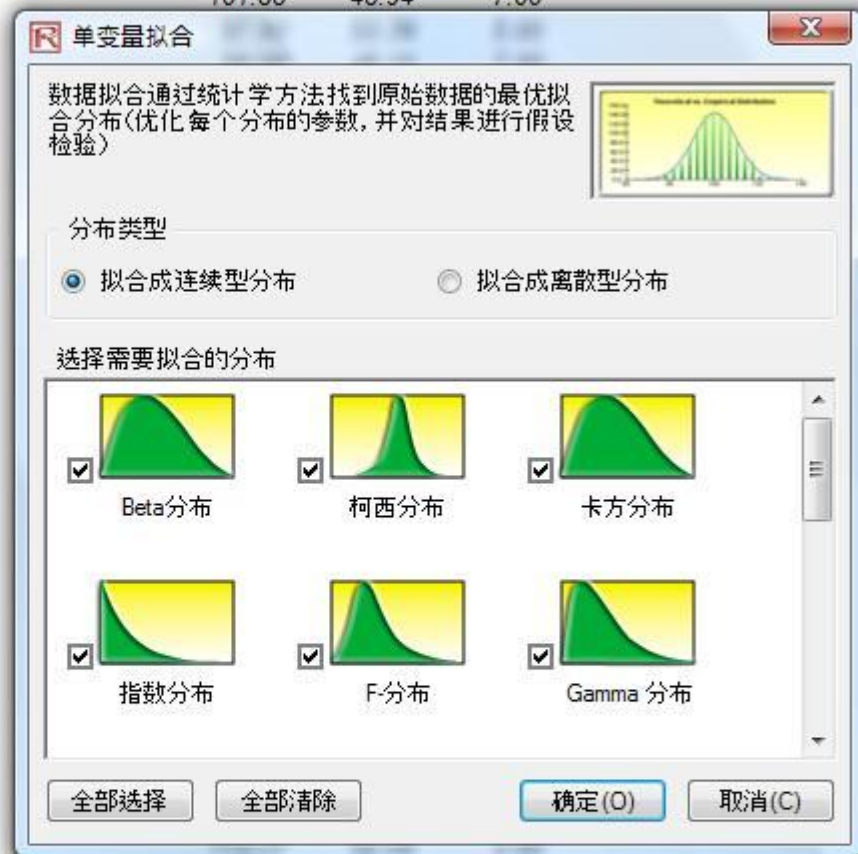 单变量拟合
数据拟合通过统计学方法找到原始数据的最优拟
合分布(优化每个分布的参数,并对结果进行假设
检验)
分布类型
拟合成连续型分布
拟合成离散型分布
选择需要拟合的分布
Beta分布
柯西分布
卡方分布
指数分布
F-分布
Gamma 分布
全部选择
全部清除
确定(O)
取消(C)